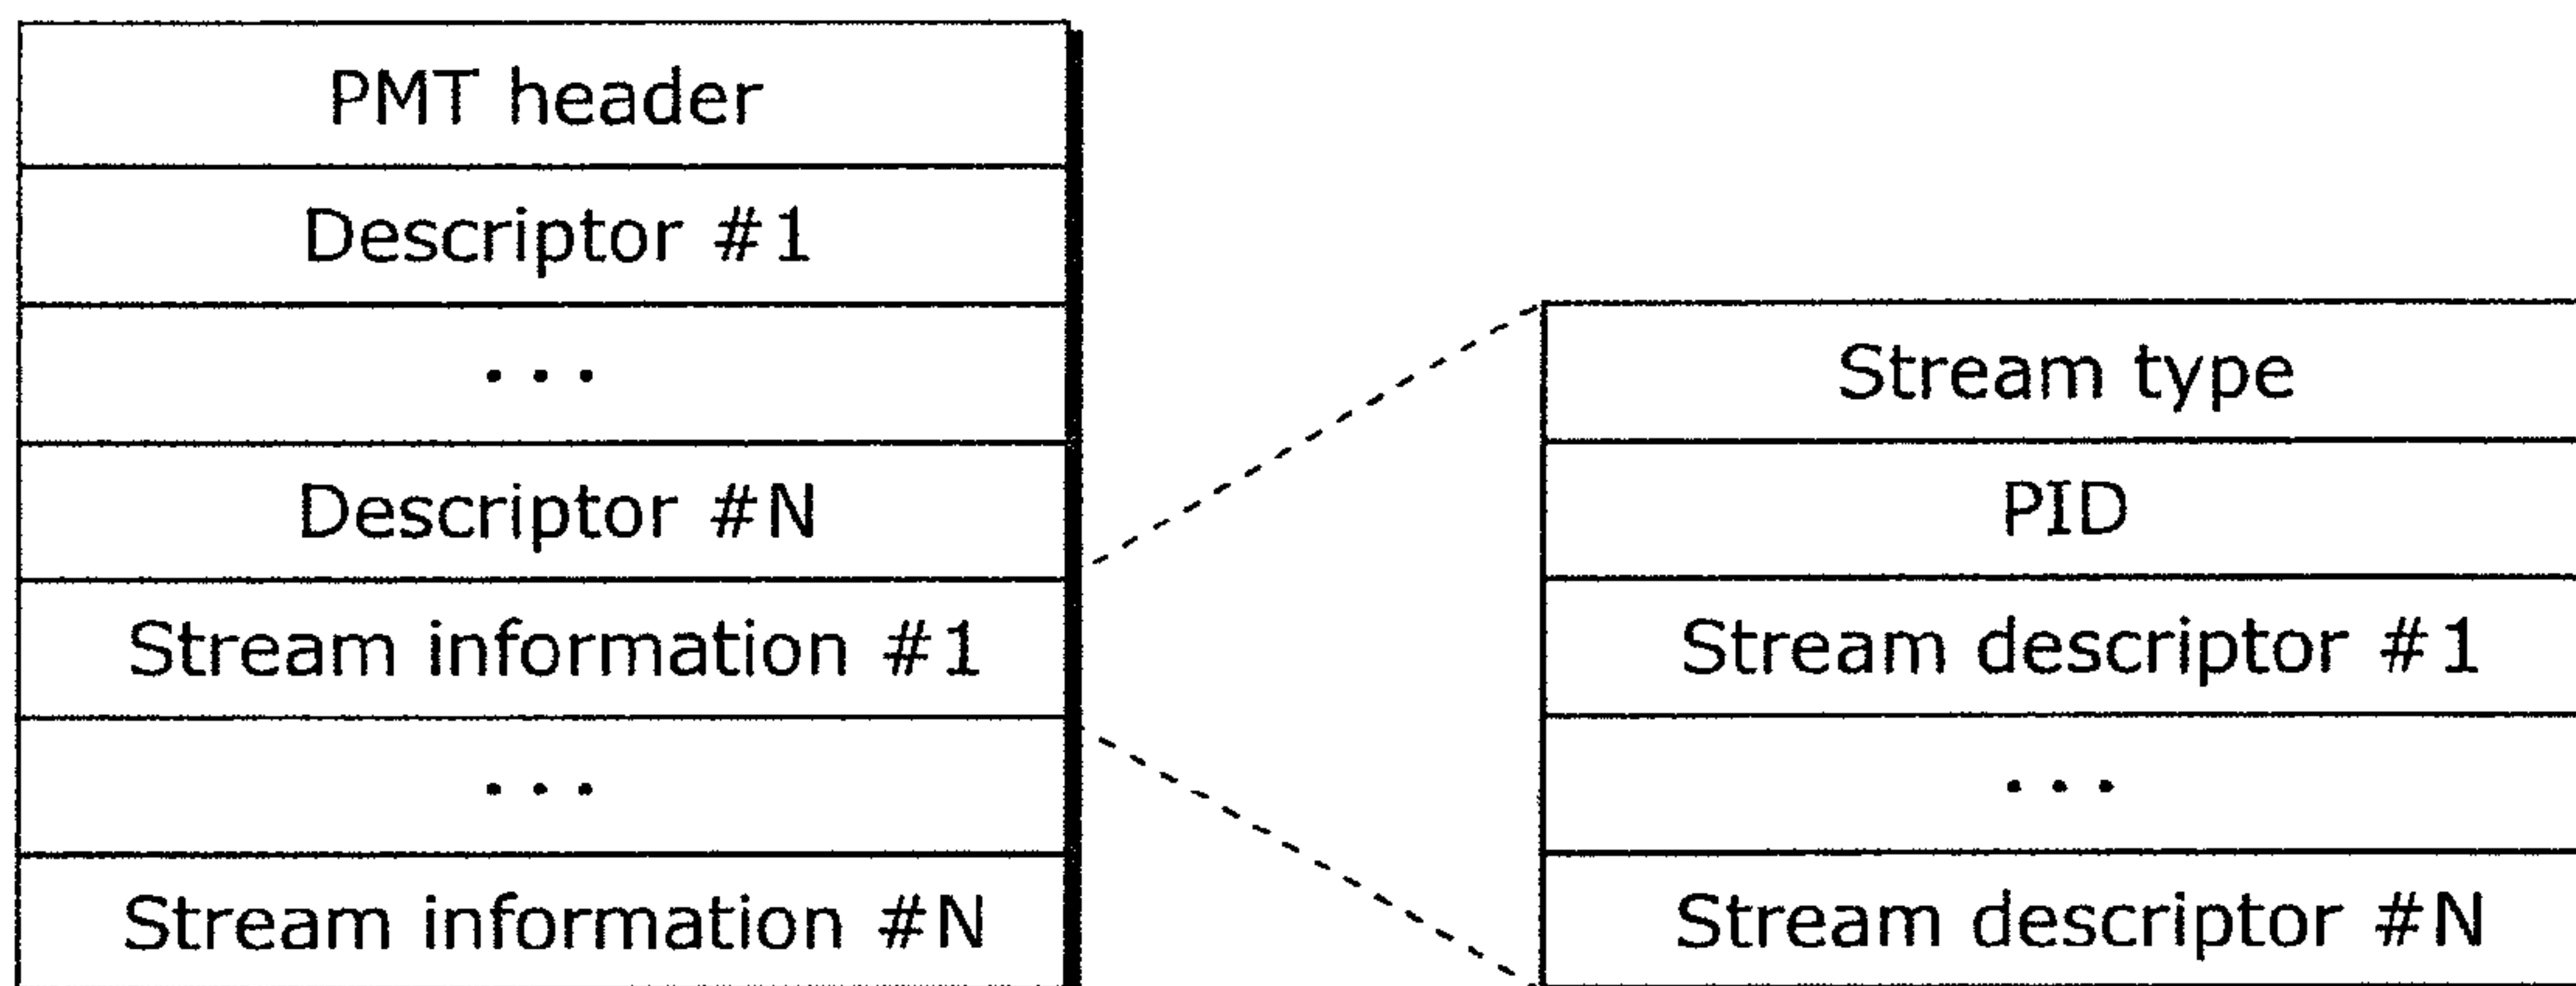 PMT header
Descriptor #1
...
Descriptor #N
Stream information #1
...
Stream information #N
Stream type
PID
Stream descriptor #1
...
Stream descriptor #N